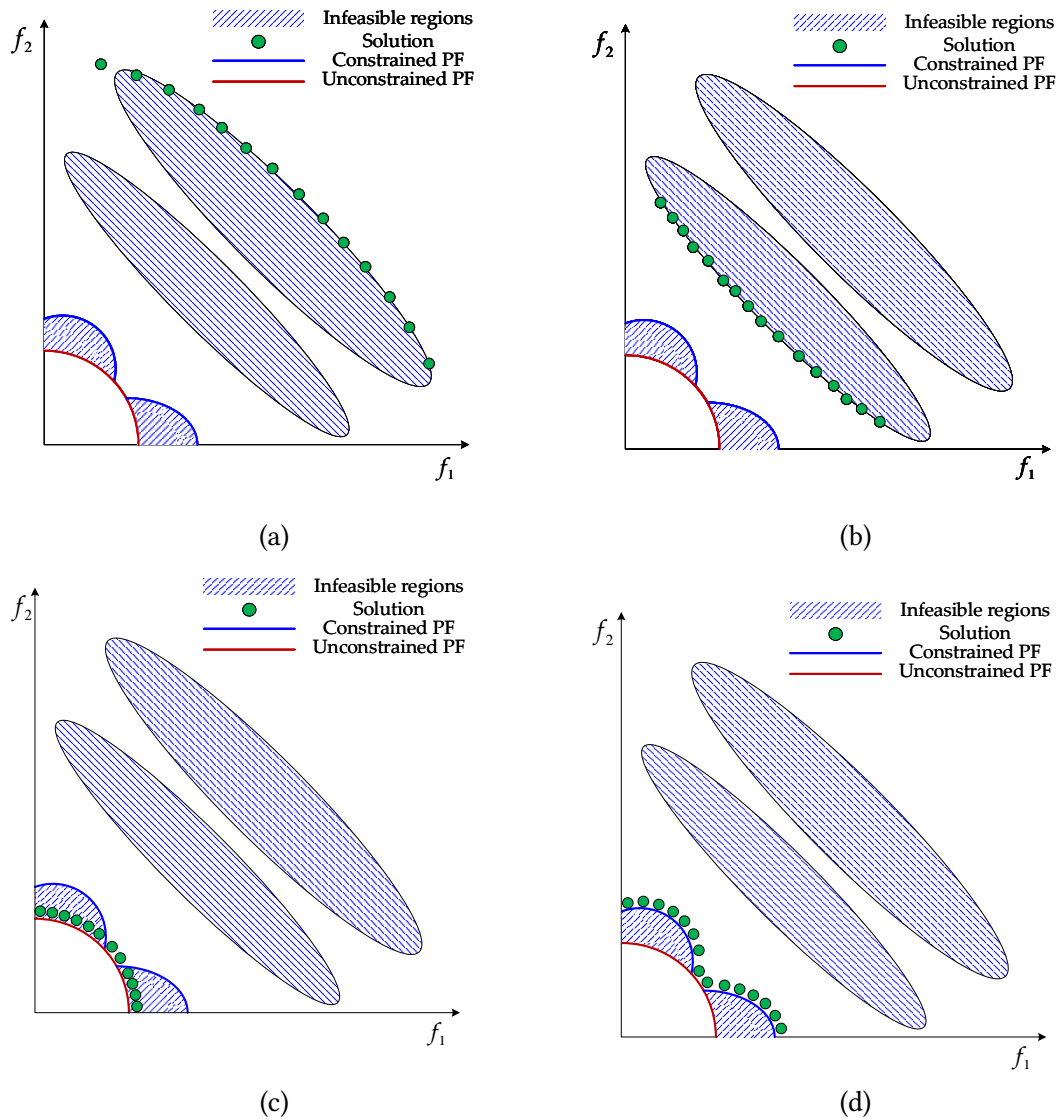 Infeasible regions
Solution
Constrained PF
Unconstrained PF
f2
f1
(a)
Infeasible regions
Solution
Constrained PF
Unconstrained PF
f2
f1
(b)
Infeasible regions
Solution
Constrained PF
Unconstrained PF
f2
f1
(c)
Infeasible regions
Solution
Constrained PF
Unconstrained PF
f2
f1
(d)